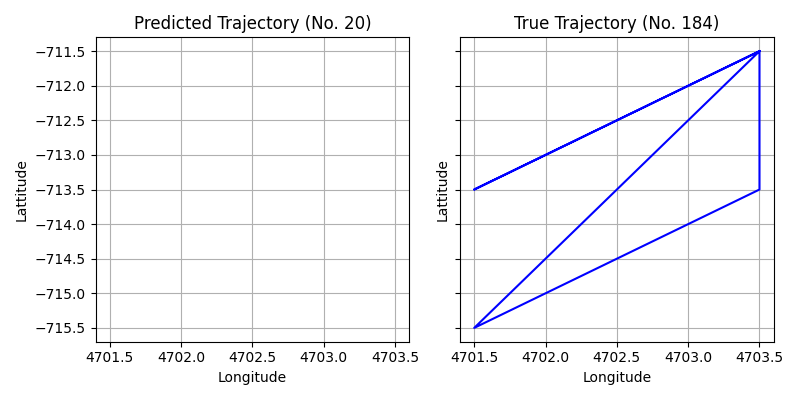 Predicted Trajectory (No. 20)
−711.5
−712.0
−712.5
−713.0
−713.5
−714.0
−714.5
−715.0
−715.5
Lattitude
4701.5 4702.0 4702.5 4703.0 4703.5
Longitude
True Trajectory (No. 184)
Lattitude
4701.5 4702.0 4702.5 4703.0 4703.5
Longitude